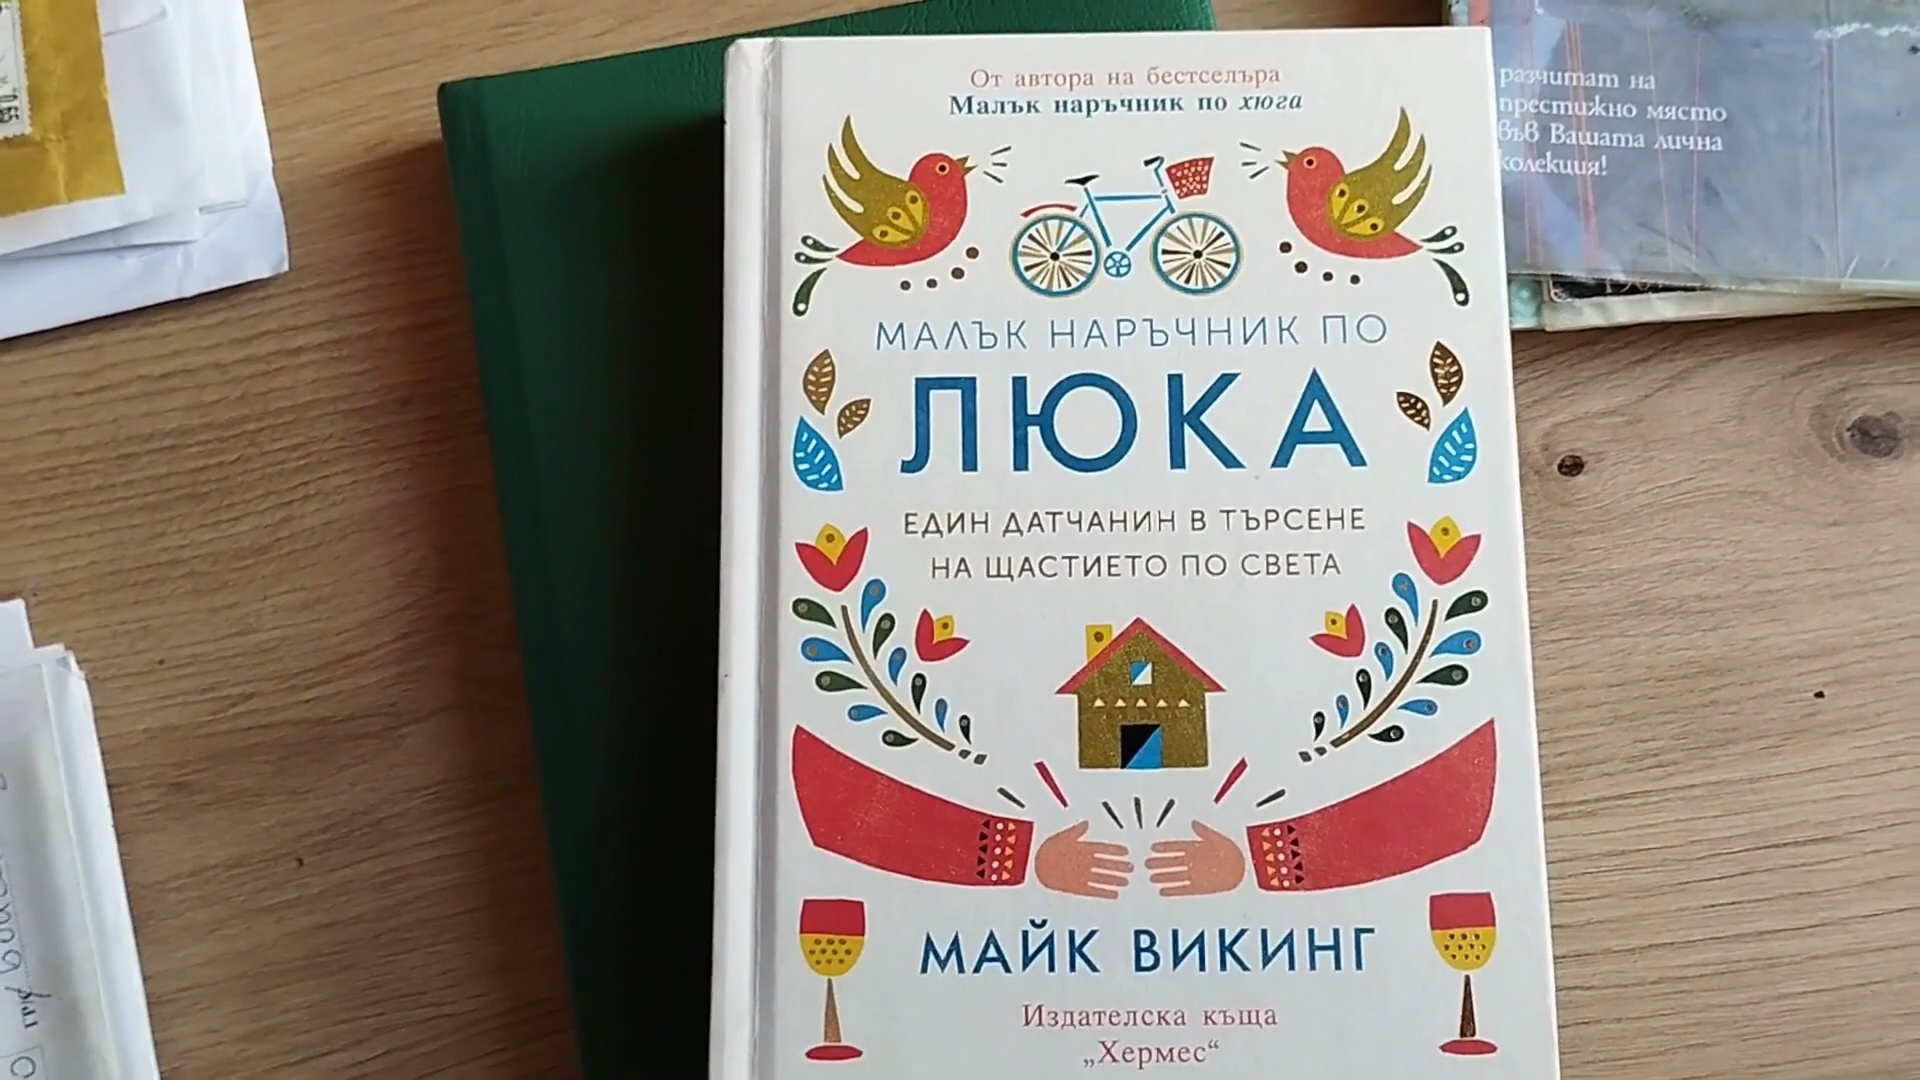 От автора на бестселъра
Малък наръчник по хюга
МАЛЪК НАРЪЧНИК ПО
ЛЮКА
ЕДИН ДАТЧАНИН В ТЪРСЕНЕ
НА ЩАСТИЕТО ПО СВЕТА
МАЙК ВИКИНГ
Издателска къща
„Хермес“
разчитат на
престижно място
във Вашата лична
колекция!